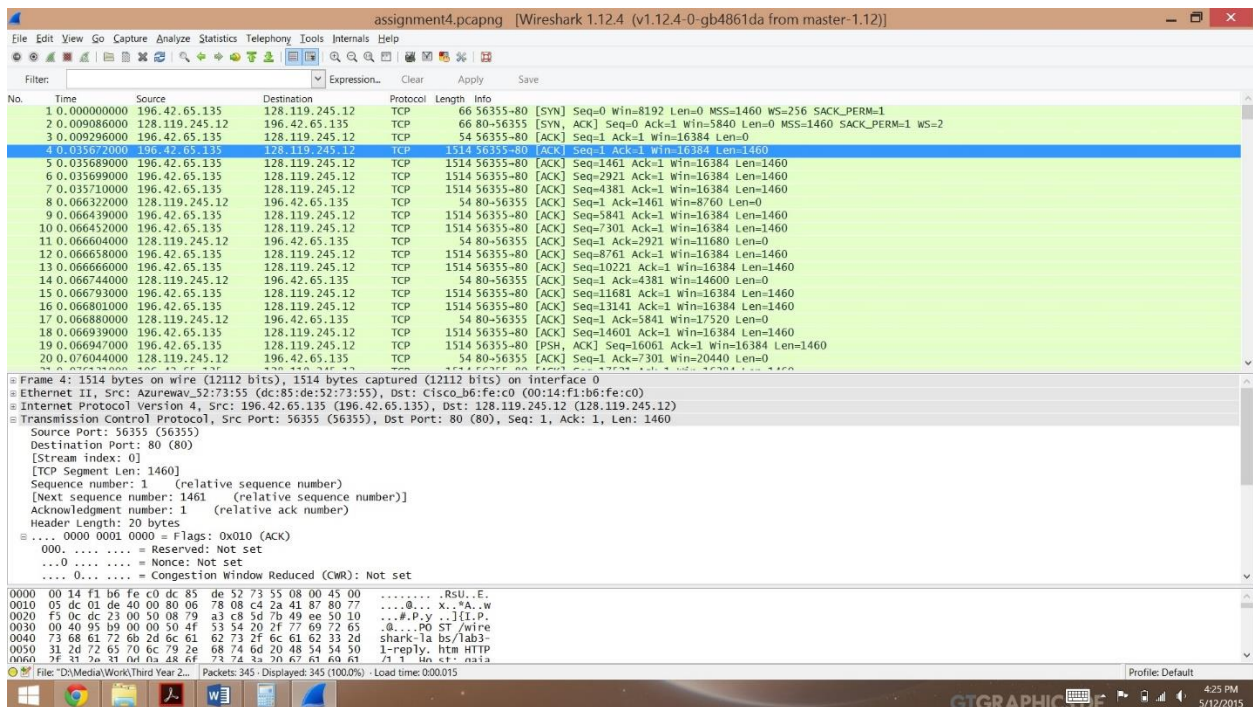 assignment4.pcapng [Wireshark 1.12.4 (v1.12.4-0-gb4861da from master-1.12)]
File Edit View Go Capture Analyze Statistics Telephony Tools Internals Help
Filter: Expression... Clear Apply Save
No. Time Source Destination Protocol Length Info
1 0.000000000 196.42.65.135 128.119.245.12 TCP 66 56355→80 [SYN] Seq=0 Win=8192 Len=0 MSS=1460 WS=256 SACK_PERM=1
2 0.009086000 128.119.245.12 196.42.65.135 TCP 66 80→56355 [SYN, ACK] Seq=0 Ack=1 Win=5840 Len=0 MSS=1460 SACK_PERM=1 WS=2
3 0.009296000 196.42.65.135 128.119.245.12 TCP 54 56355→80 [ACK] Seq=1 Ack=1 Win=16384 Len=0
4 0.035672000 196.42.65.135 128.119.245.12 TCP 1514 56355→80 [ACK] Seq=1 Ack=1 Win=16384 Len=1460
5 0.035689000 196.42.65.135 128.119.245.12 TCP 1514 56355→80 [ACK] Seq=1461 Ack=1 Win=16384 Len=1460
6 0.035699000 196.42.65.135 128.119.245.12 TCP 1514 56355→80 [ACK] Seq=2921 Ack=1 Win=16384 Len=1460
7 0.035710000 196.42.65.135 128.119.245.12 TCP 1514 56355→80 [ACK] Seq=4381 Ack=1 Win=16384 Len=1460
8 0.066322000 128.119.245.12 196.42.65.135 TCP 54 80→56355 [ACK] Seq=1 Ack=1461 Win=8760 Len=0
9 0.066439000 196.42.65.135 128.119.245.12 TCP 1514 56355→80 [ACK] Seq=5841 Ack=1 Win=16384 Len=1460
10 0.066452000 196.42.65.135 128.119.245.12 TCP 1514 56355→80 [ACK] Seq=7301 Ack=1 Win=16384 Len=1460
11 0.066604000 128.119.245.12 196.42.65.135 TCP 54 80→56355 [ACK] Seq=1 Ack=2921 Win=11680 Len=0
12 0.066658000 196.42.65.135 128.119.245.12 TCP 1514 56355→80 [ACK] Seq=8761 Ack=1 Win=16384 Len=1460
13 0.066666000 196.42.65.135 128.119.245.12 TCP 1514 56355→80 [ACK] Seq=10221 Ack=1 Win=16384 Len=1460
14 0.066744000 128.119.245.12 196.42.65.135 TCP 54 80→56355 [ACK] Seq=1 Ack=4381 Win=14600 Len=0
15 0.066793000 196.42.65.135 128.119.245.12 TCP 1514 56355→80 [ACK] Seq=11681 Ack=1 Win=16384 Len=1460
16 0.066801000 196.42.65.135 128.119.245.12 TCP 1514 56355→80 [ACK] Seq=13141 Ack=1 Win=16384 Len=1460
17 0.066880000 128.119.245.12 196.42.65.135 TCP 54 80→56355 [ACK] Seq=1 Ack=5841 Win=17520 Len=0
18 0.066939000 196.42.65.135 128.119.245.12 TCP 1514 56355→80 [ACK] Seq=14601 Ack=1 Win=16384 Len=1460
19 0.066947000 196.42.65.135 128.119.245.12 TCP 1514 56355→80 [PSH, ACK] Seq=16061 Ack=1 Win=16384 Len=1460
20 0.076044000 128.119.245.12 196.42.65.135 TCP 54 80→56355 [ACK] Seq=1 Ack=7301 Win=20440 Len=0
Frame 4: 1514 bytes on wire (12112 bits), 1514 bytes captured (12112 bits) on interface 0
Ethernet II, Src: Azurewav_52:73:55 (dc:85:de:52:73:55), Dst: Cisco_b6:fe:c0 (00:14:f1:b6:fe:c0)
Internet Protocol Version 4, Src: 196.42.65.135 (196.42.65.135), Dst: 128.119.245.12 (128.119.245.12)
Transmission Control Protocol, Src Port: 56355 (56355), Dst Port: 80 (80), Seq: 1, Ack: 1, Len: 1460
Source Port: 56355 (56355)
Destination Port: 80 (80)
[Stream index: 0]
[TCP Segment Len: 1460]
Sequence number: 1 (relative sequence number)
[Next sequence number: 1461 (relative sequence number)]
Acknowledgment number: 1 (relative ack number)
Header Length: 20 bytes
.... 0000 0001 0000 = Flags: 0x010 (ACK)
000. .... .... = Reserved: Not set
...0 .... .... = Nonce: Not set
.... 0... .... = Congestion Window Reduced (CWR): Not set
0000 00 14 f1 b6 fe c0 dc 85 de 52 73 55 08 00 45 00 ........ .RsU..E.
0010 05 dc 01 de 40 00 80 06 78 08 c4 2a 41 87 80 77 ....@... x..*A..w
0020 f5 0c dc 23 00 50 08 79 a3 c8 5d 7b 49 ee 50 10 ...#.P.y ..]{I.P.
0030 00 40 95 b9 00 00 50 4f 53 54 20 2f 77 69 72 65 .@....PO ST /wire
0040 73 68 61 72 6b 2d 6c 61 62 73 2f 6c 61 62 33 2d shark-la bs/lab3-
0050 31 2d 72 65 70 6c 79 2e 68 74 6d 20 48 54 54 50 1-reply. htm HTTP
0060 2f 31 2e 31 0d 0a 48 6f 73 74 3a 20 67 61 69 61 /1.1..Ho st: gaia
File: "D:\Media\Work\Third Year 2... Packets: 345 · Displayed: 345 (100.0%) · Load time: 0:00.015 Profile: Default
GTGRAPHIC
4:25 PM
5/12/2015